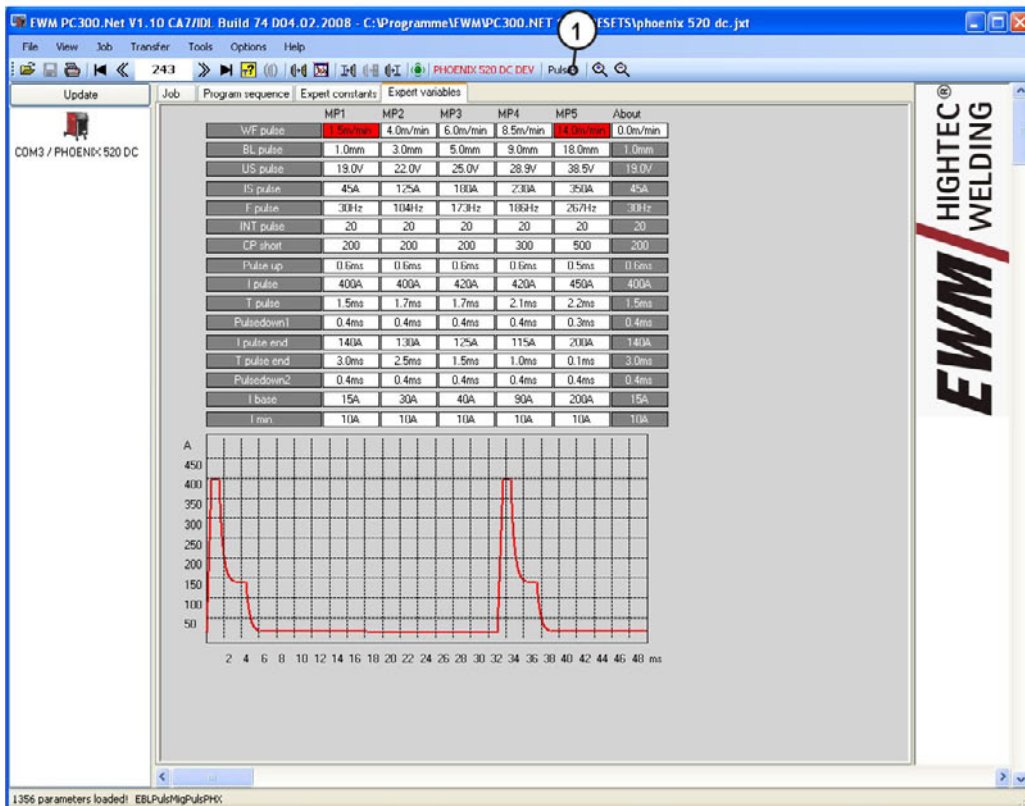 EWM PC300.Net V1.10 CA7/IDL Build 74 D04.02.2008 - C:\Programme\EWM\PC300.NET ESETS\phoenix 520 dc.jxt
1
File View Job Transfer Tools Options Help
243 PHOENIX 520 DC DEV Puls
Update
Job Program sequence Expert constants Expert variables
COM3 / PHOENIX 520 DC
MP1 MP2 MP3 MP4 MP5 About
WF pulse 1.5m/min 4.0m/min 6.0m/min 8.5m/min 14.0m/min 0.0m/min
BL pulse 1.0mm 3.0mm 5.0mm 9.0mm 18.0mm 1.0mm
US pulse 19.0V 22.0V 25.0V 28.9V 38.5V 19.0V
IS pulse 45A 125A 180A 230A 350A 45A
F pulse 30Hz 104Hz 173Hz 186Hz 267Hz 30Hz
INT pulse 20 20 20 20 20 20
CP short 200 200 200 300 500 200
Pulse up 0.6ms 0.6ms 0.6ms 0.6ms 0.5ms 0.6ms
I pulse 400A 400A 420A 420A 450A 400A
T pulse 1.5ms 1.7ms 1.7ms 2.1ms 2.2ms 1.5ms
Pulsedown1 0.4ms 0.4ms 0.4ms 0.4ms 0.3ms 0.4ms
I pulse end 140A 130A 125A 115A 200A 140A
T pulse end 3.0ms 2.5ms 1.5ms 1.0ms 0.1ms 3.0ms
Pulsedown2 0.4ms 0.4ms 0.4ms 0.4ms 0.4ms 0.4ms
I base 15A 30A 40A 90A 200A 15A
I min 10A 10A 10A 10A 10A 10A
A
450
400
350
300
250
200
150
100
50
2 4 6 8 10 12 14 16 18 20 22 24 26 28 30 32 34 36 38 40 42 44 46 48 ms
EWM HIGHTEC ®
WELDING
1356 parameters loaded! EBLPulsMigPulsPHX